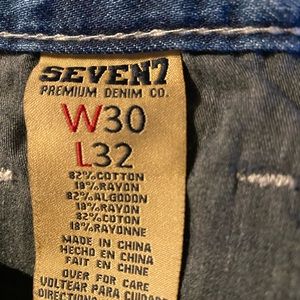 SEVEN7
PREMIUM DENIM CO.
W30
L32
82%COTTON
18%RAYON
82%ALGODON
18%RAYON
82%COTON
18%RAYONNE
MADE IN CHINA
HECHO EN CHINA
FAIT EN CHINE
OVER FOR CARE
DIRECTIONS
VOLTEAR PARA CUIDADO